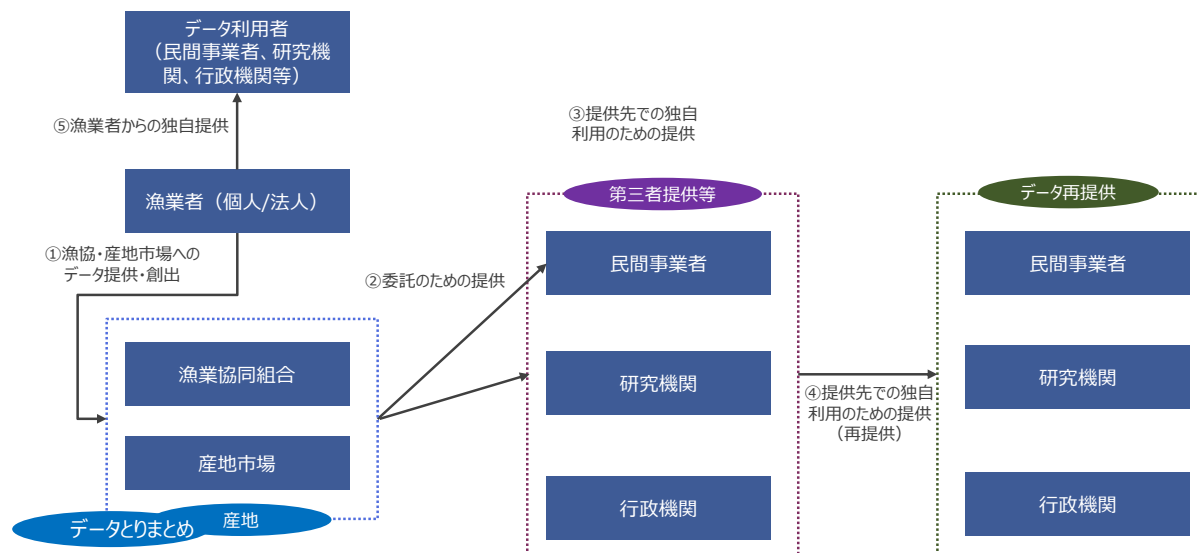 データ利用者
（民間事業者、研究機
関、行政機関等）
⑤漁業者からの独自提供
漁業者（個人/法人）
①漁協・産地市場への
データ提供・創出
漁業協同組合
産地市場
データとりまとめ
産地
②委託のための提供
③提供先での独自
利用のための提供
第三者提供等
民間事業者
研究機関
行政機関
④提供先での独自
利用のための提供
（再提供）
データ再提供
民間事業者
研究機関
行政機関